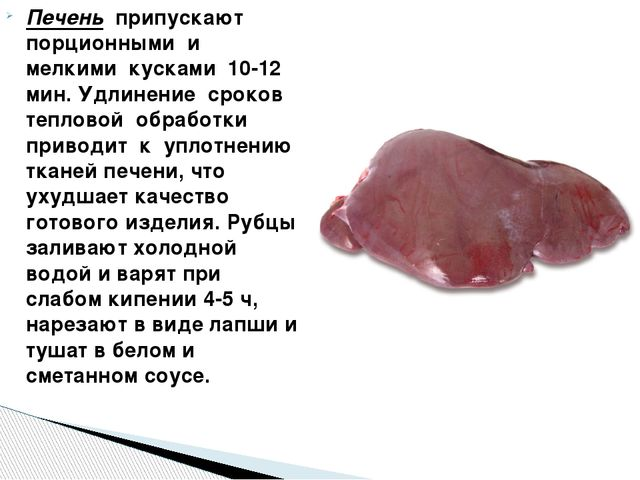 Печень припускают
порционными и
мелкими кусками 10-12
мин. Удлинение сроков
тепловой обработки
приводит к уплотнению
тканей печени, что
ухудшает качество
готового изделия. Рубцы
заливают холодной
водой и варят при
слабом кипении 4-5 ч,
нарезают в виде лапши и
тушат в белом и
сметанном соусе.